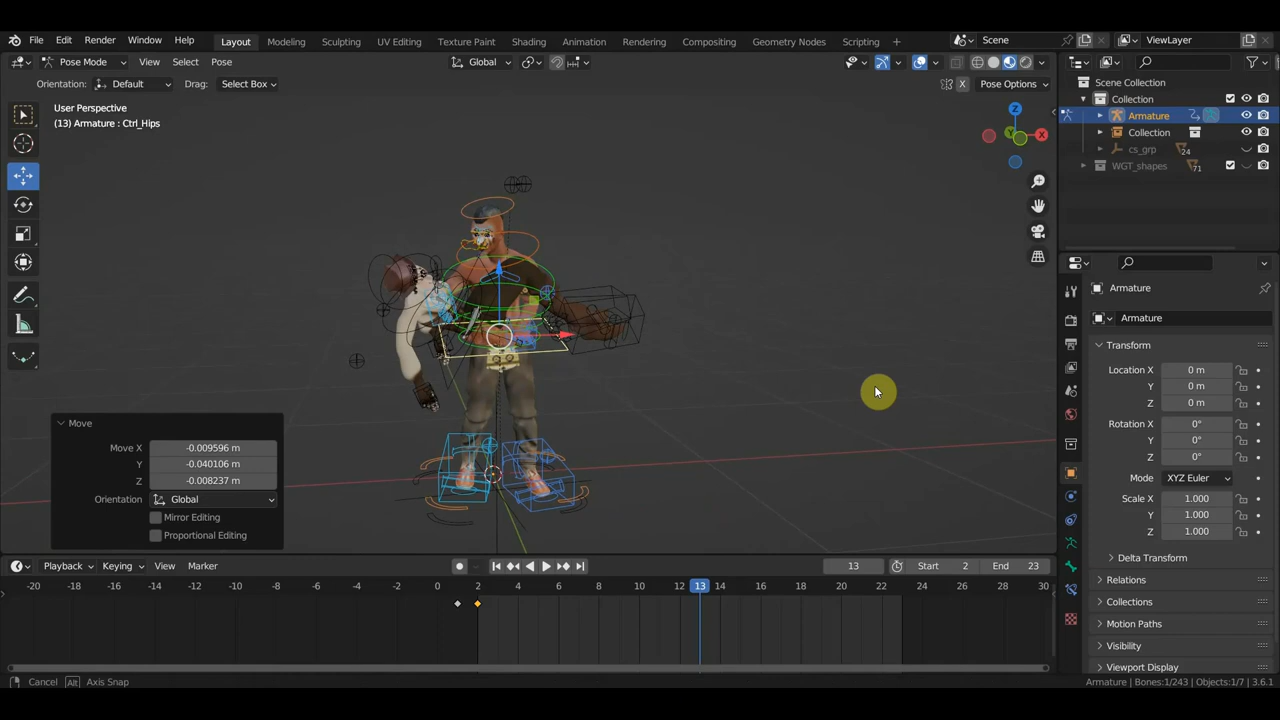 File Edit Render Window Help Layout Modeling Sculpting UV Editing Texture Paint Shading Animation Rendering Compositing Geometry Nodes Scripting + Scene ViewLayer
Pose Mode View Select Pose Global
Orientation: Default Drag: Select Box X Pose Options
User Perspective
(13) Armature : Ctrl_Hips
Z
X
Y
Scene Collection
Collection
Armature
Collection
cs_grp 24
WGT_shapes 71
Armature
Armature
Transform
Location X 0 m
Y 0 m
Z 0 m
Rotation X 0°
Y 0°
Z 0°
Mode XYZ Euler
Scale X 1.000
Y 1.000
Z 1.000
Delta Transform
Relations
Collections
Motion Paths
Visibility
Viewport Display
Move
Move X -0.009596 m
Y -0.040106 m
Z -0.008237 m
Orientation Global
Mirror Editing
Proportional Editing
Playback Keying View Marker 13 Start 2 End 23
-20 -18 -16 -14 -12 -10 -8 -6 -4 -2 0 2 4 6 8 10 12 13 14 16 18 20 22 24 26 28 30
Cancel Alt Axis Snap Armature | Bones:1/243 | Objects:1/7 | 3.6.1